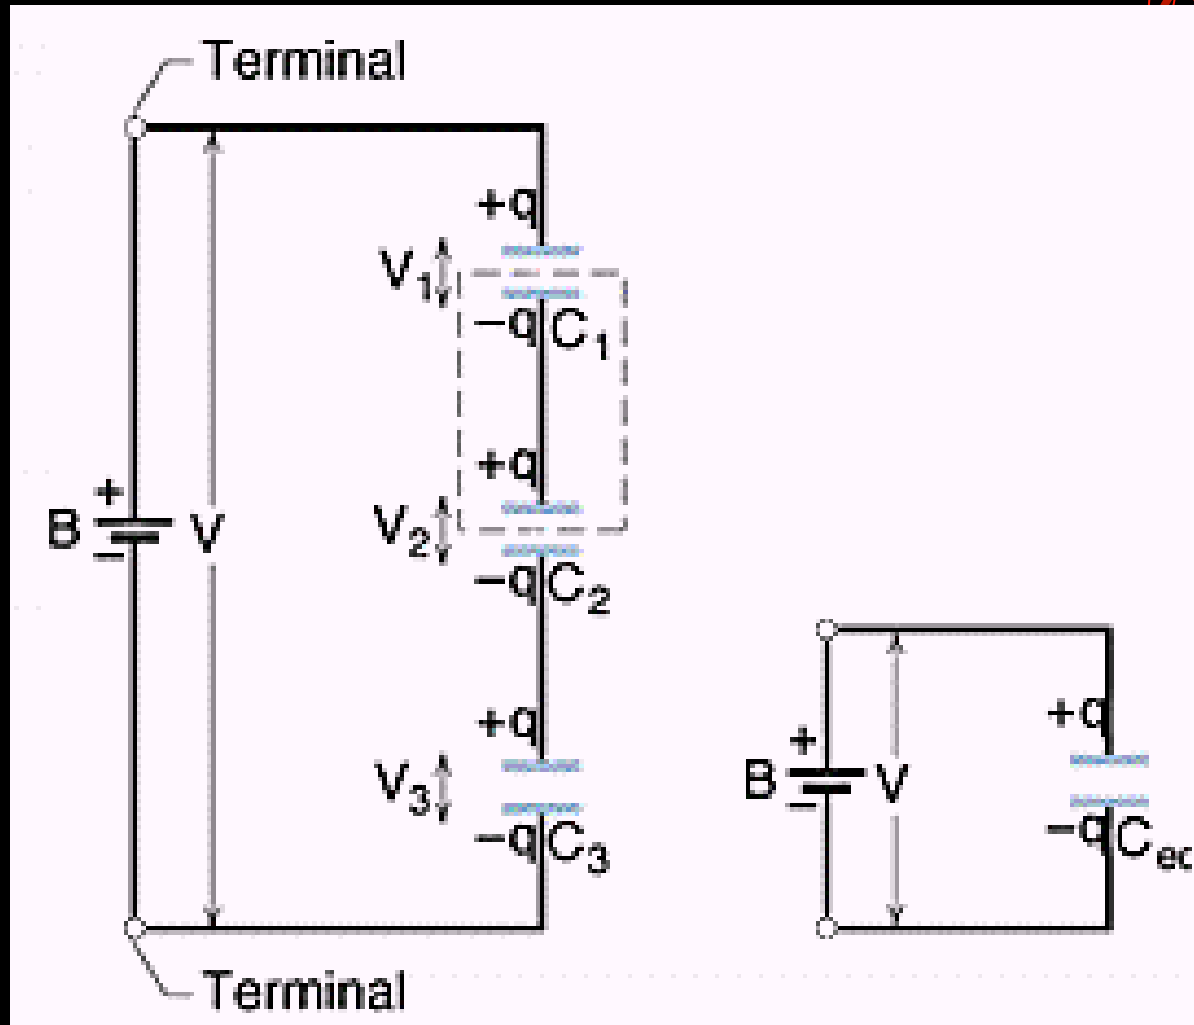 Terminal
+q
V1
−q C1
+q
+
B V
−
V2
−q C2
+q
V3
−q C3
Terminal
+q
+
B V
−
−q Ceq